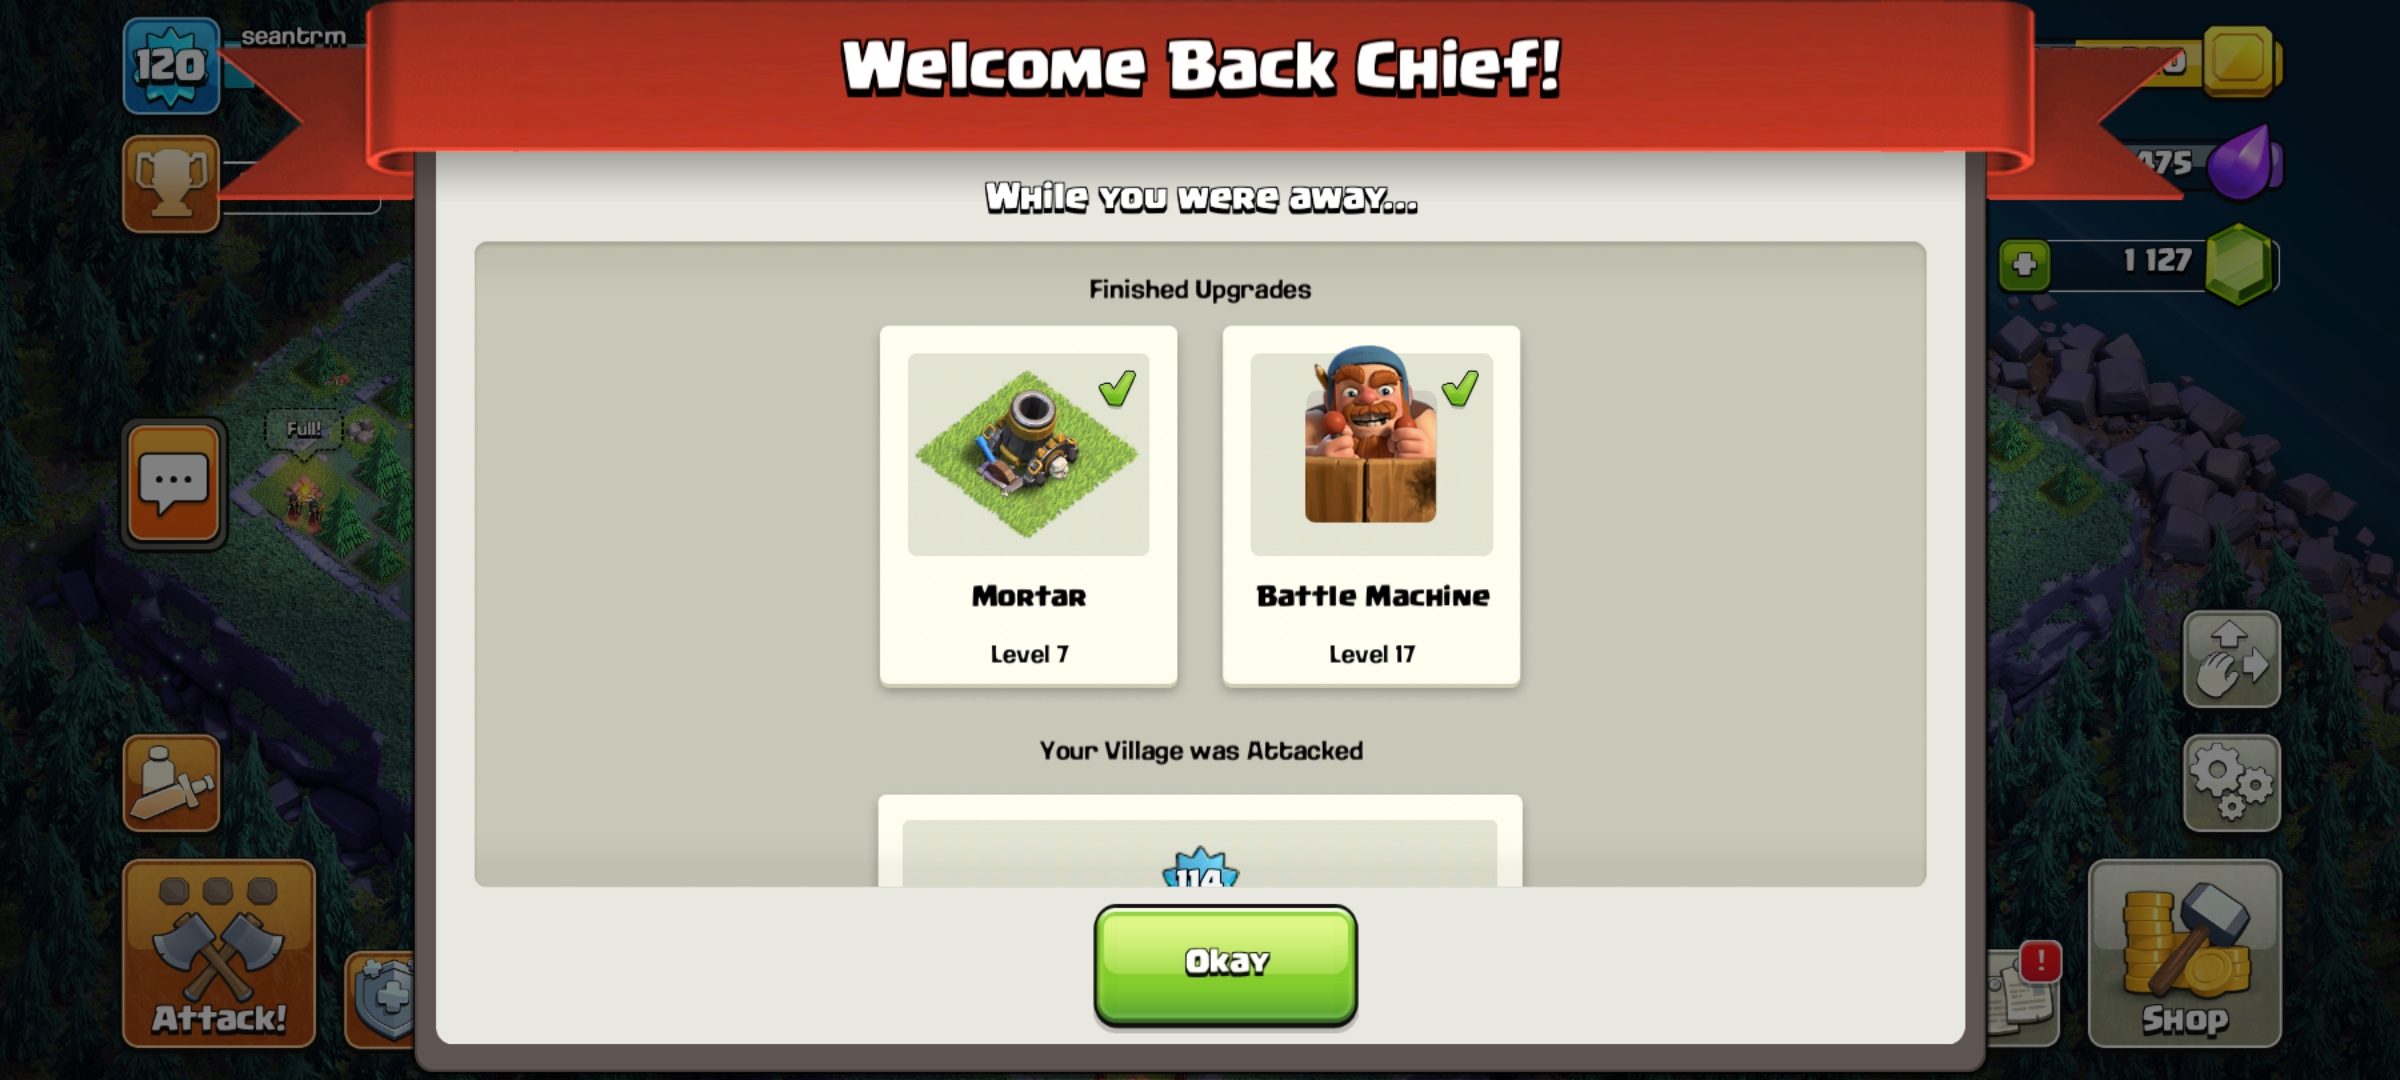 120
seantrm
Welcome Back Chief!
While you were away...
475
1 127
Finished Upgrades
Full!
Mortar
Level 7
Battle Machine
Level 17
Your Village was Attacked
114
Okay
Attack!
!
Shop